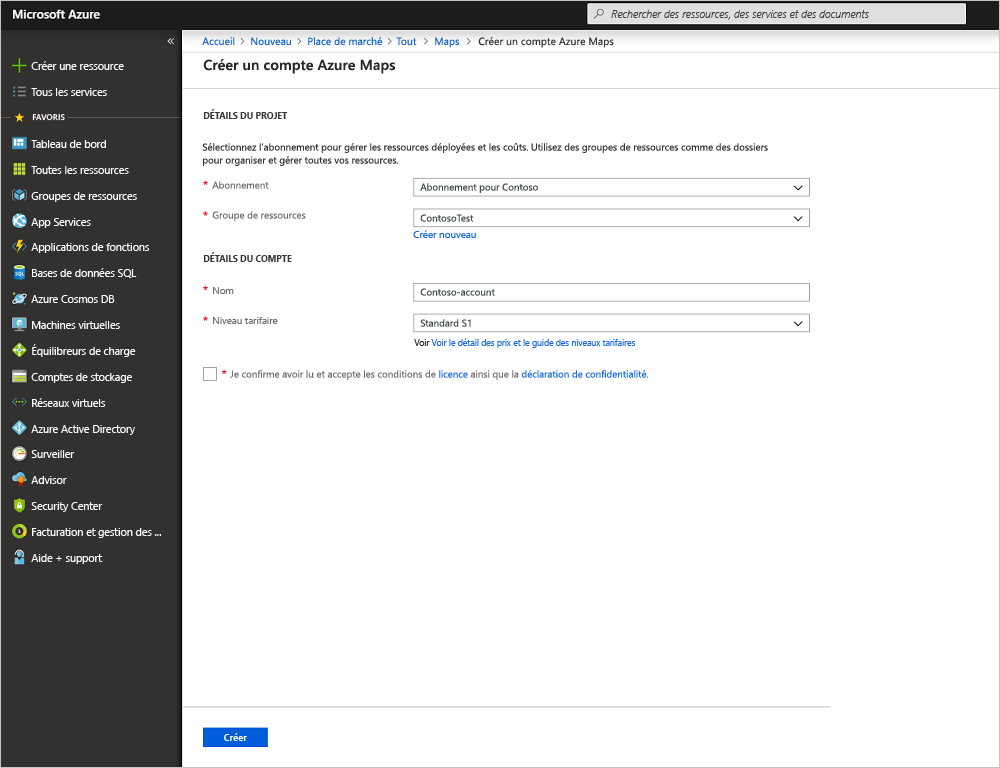 Microsoft Azure
Rechercher des ressources, des services et des documents
«
Accueil > Nouveau > Place de marché > Tout > Maps > Créer un compte Azure Maps
Créer un compte Azure Maps
Créer une ressource
Tous les services
FAVORIS
Tableau de bord
Toutes les ressources
Groupes de ressources
App Services
Applications de fonctions
Bases de données SQL
Azure Cosmos DB
Machines virtuelles
Équilibreurs de charge
Comptes de stockage
Réseaux virtuels
Azure Active Directory
Surveiller
Advisor
Security Center
Facturation et gestion des ...
Aide + support
DÉTAILS DU PROJET
Sélectionnez l'abonnement pour gérer les ressources déployées et les coûts. Utilisez des groupes de ressources comme des dossiers
pour organiser et gérer toutes vos ressources.
* Abonnement
Abonnement pour Contoso
* Groupe de ressources
ContosoTest
Créer nouveau
DÉTAILS DU COMPTE
* Nom
Contoso-account
* Niveau tarifaire
Standard S1
Voir Voir le détail des prix et le guide des niveaux tarifaires
* Je confirme avoir lu et accepte les conditions de licence ainsi que la déclaration de confidentialité.
Créer